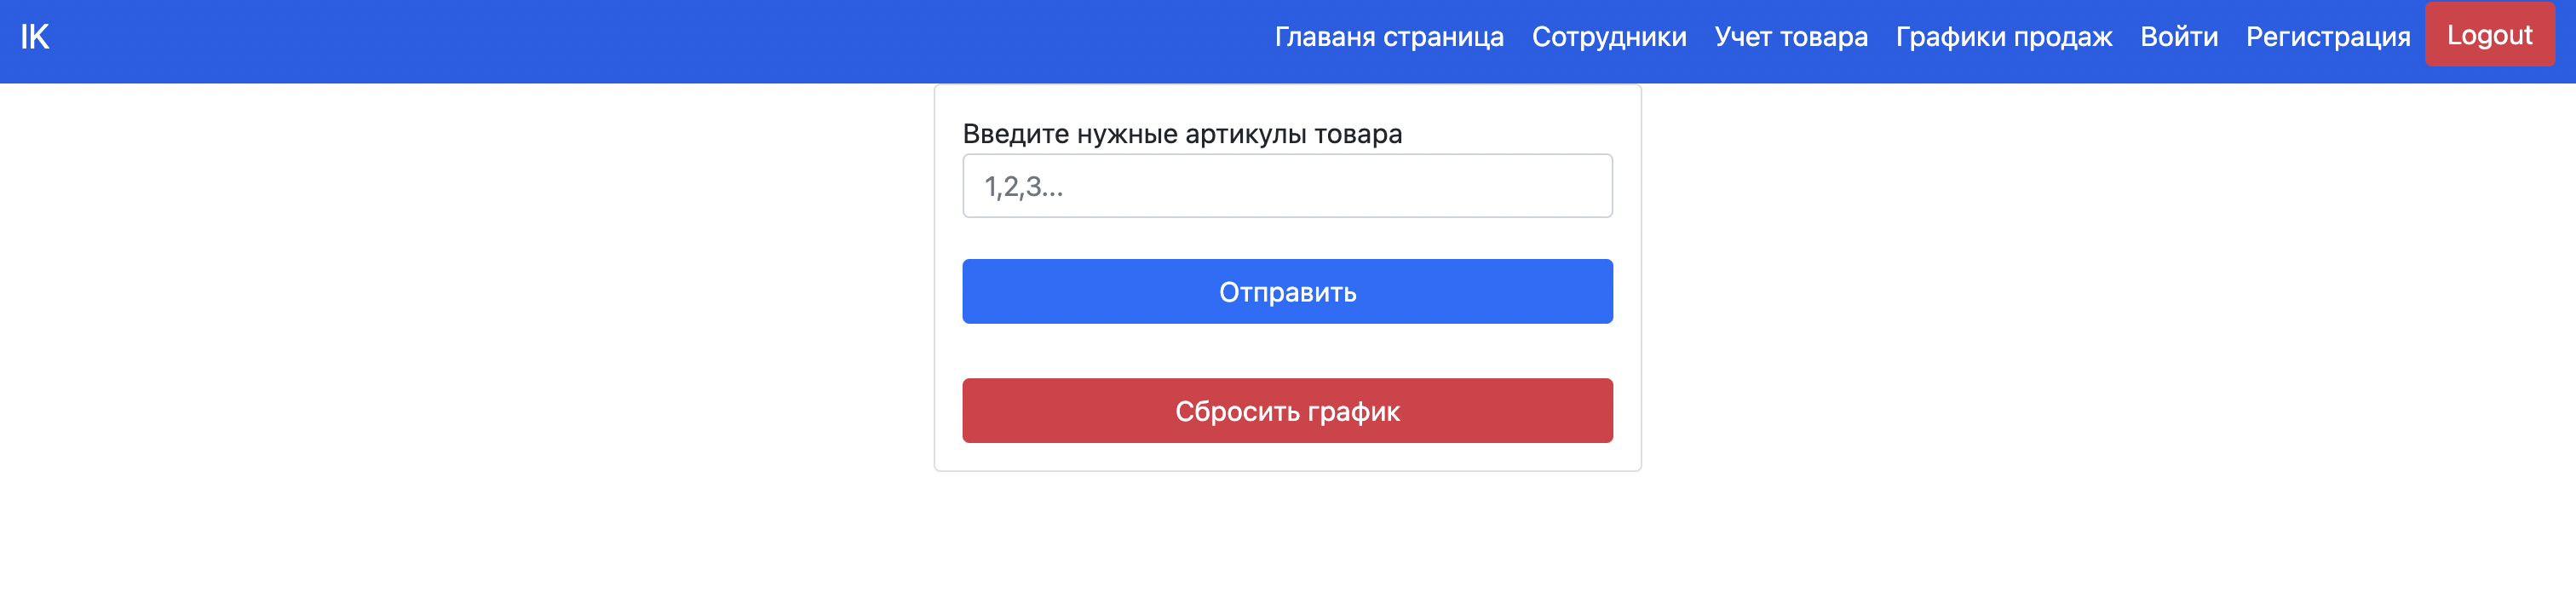 IK Главаня страница Сотрудники Учет товара Графики продаж Войти Регистрация Logout
Введите нужные артикулы товара
1,2,3...
Отправить
Сбросить график